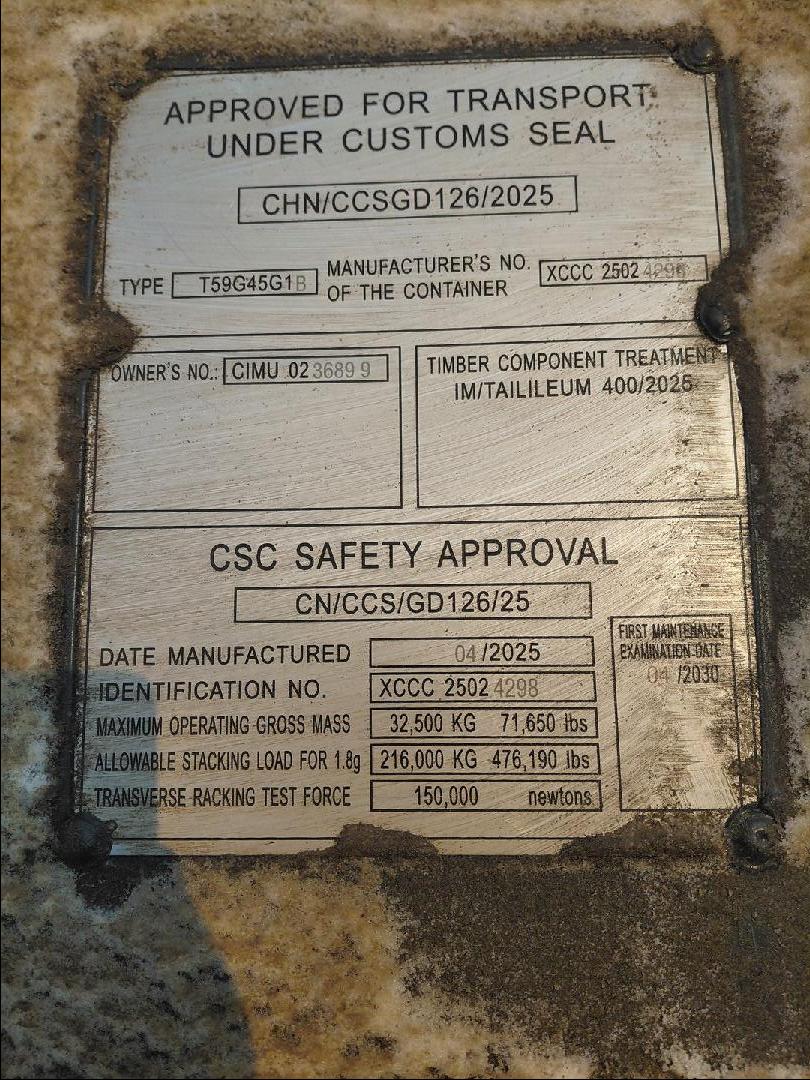 APPROVED FOR TRANSPORT
UNDER CUSTOMS SEAL
CHN/CCSGD126/2025
TYPE T59G45G1B MANUFACTURER'S NO. OF THE CONTAINER XCCC 2502
OWNER'S NO.: CIMU 023689 9
TIMBER COMPONENT TREATMENT
IM/TAILILEUM 400/2025
CSC SAFETY APPROVAL
CN/CCS/GD126/25
DATE MANUFACTURED 04/2025
IDENTIFICATION NO. XCCC 2502 4298
MAXIMUM OPERATING GROSS MASS 32,500 KG 71,650 lbs
ALLOWABLE STACKING LOAD FOR 1.8g 216,000 KG 476,190 lbs
TRANSVERSE RACKING TEST FORCE 150,000 newtons
FIRST MAINTENANCE
EXAMINATION DATE
04 /2030